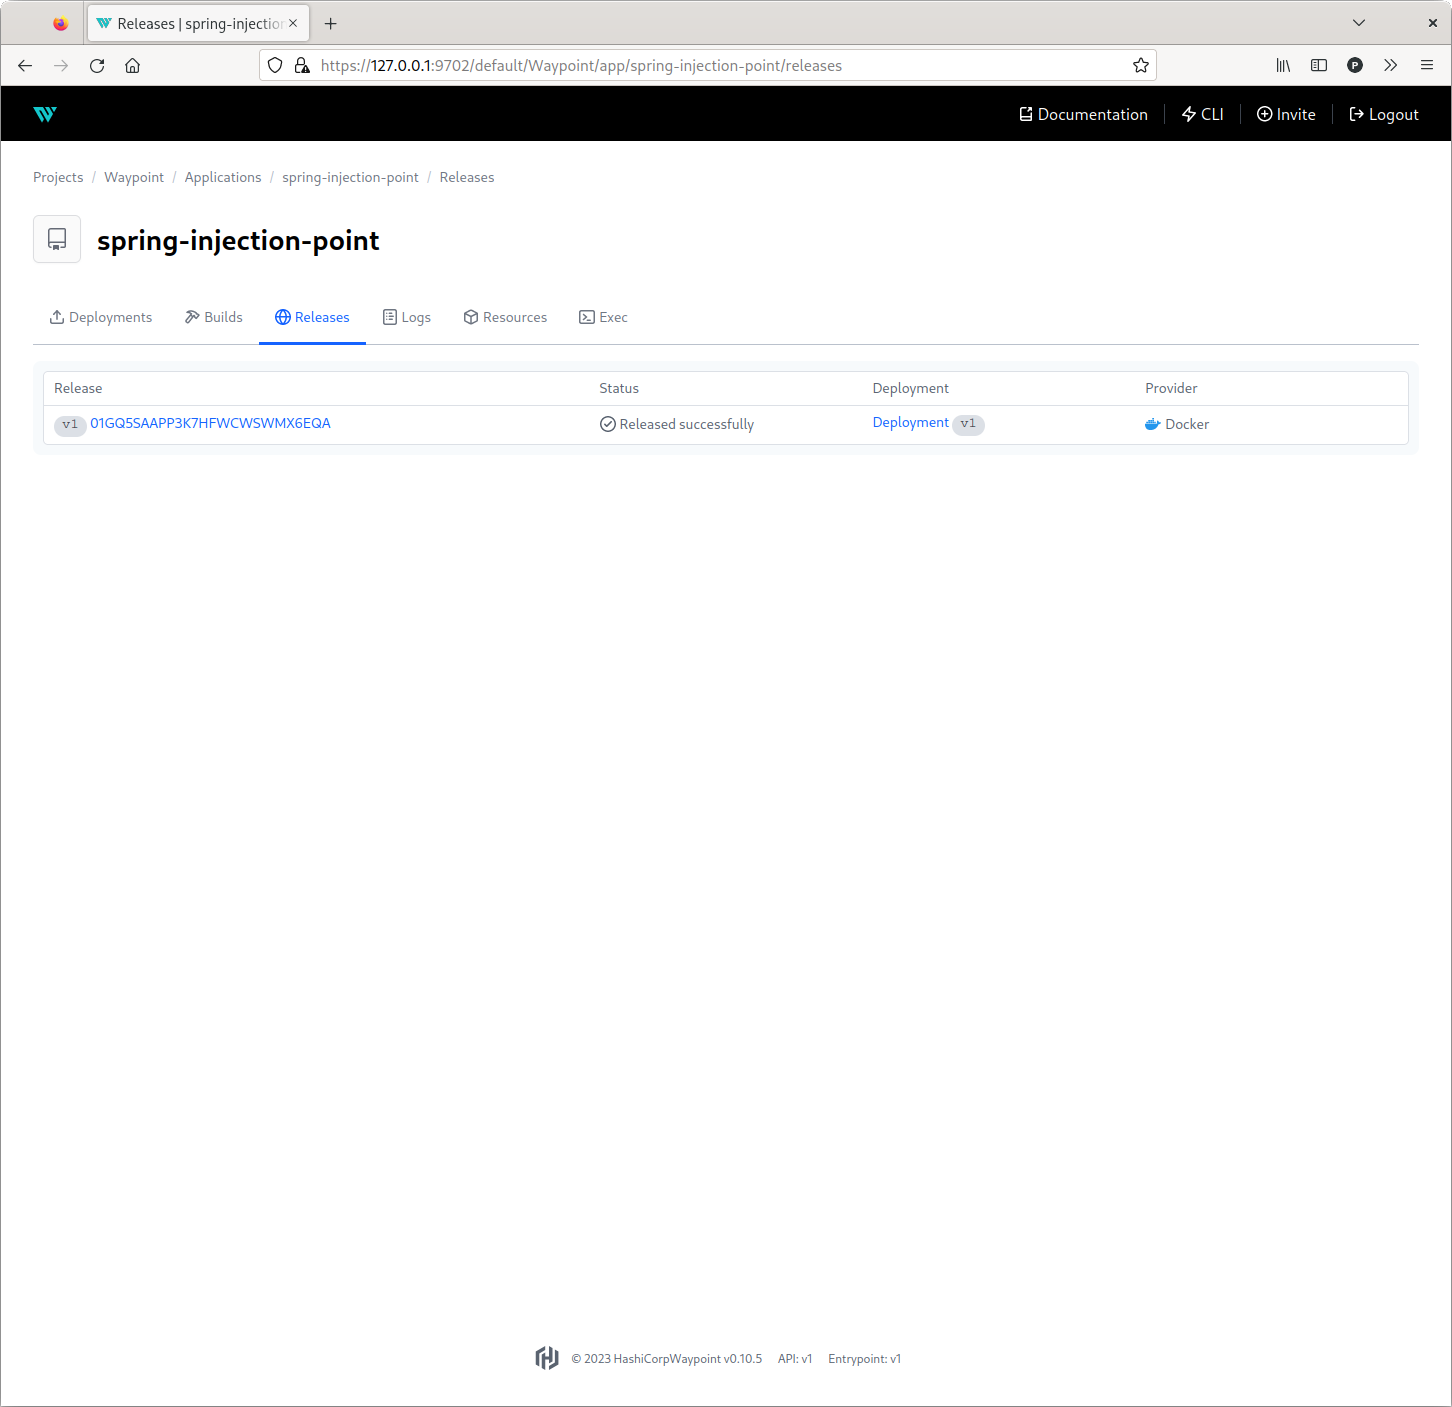 Releases | spring-injectio
https://127.0.0.1:9702/default/Waypoint/app/spring-injection-point/releases
P
Documentation CLI Invite Logout
Projects / Waypoint / Applications / spring-injection-point / Releases
spring-injection-point
Deployments Builds Releases Logs Resources Exec
Release Status Deployment Provider
v1 01GQ5SAAPP3K7HFWCWSWMX6EQA Released successfully Deployment v1 Docker
© 2023 HashiCorpWaypoint v0.10.5 API: v1 Entrypoint: v1